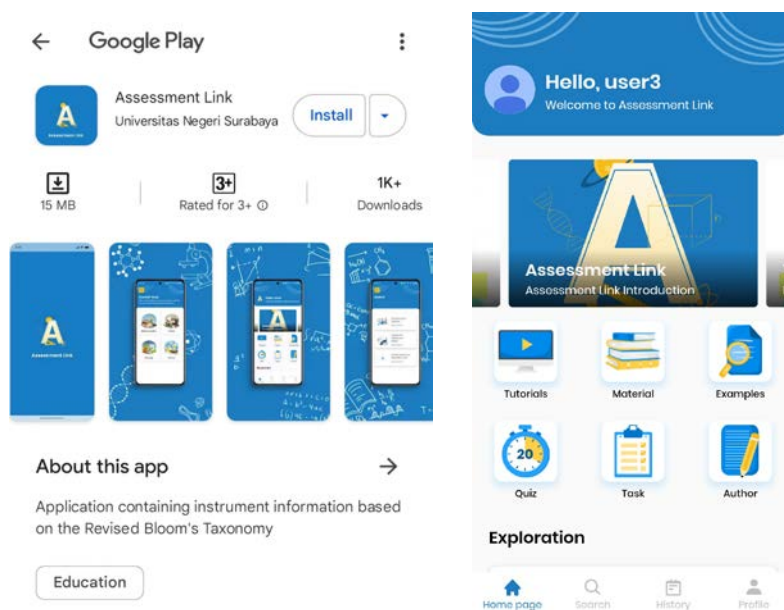 Google Play
Assessment Link
Universitas Negeri Surabaya
Install
15 MB
3+
Rated for 3+
1K+
Downloads
Assessment Link
About this app
Application containing instrument information based
on the Revised Bloom's Taxonomy
Education
Hello, user3
Welcome to Assessment Link
Assessment Link
Assessment Link Introduction
Tutorials
Material
Examples
20
Quiz
Task
Author
Exploration
Home page
Search
History
Profile